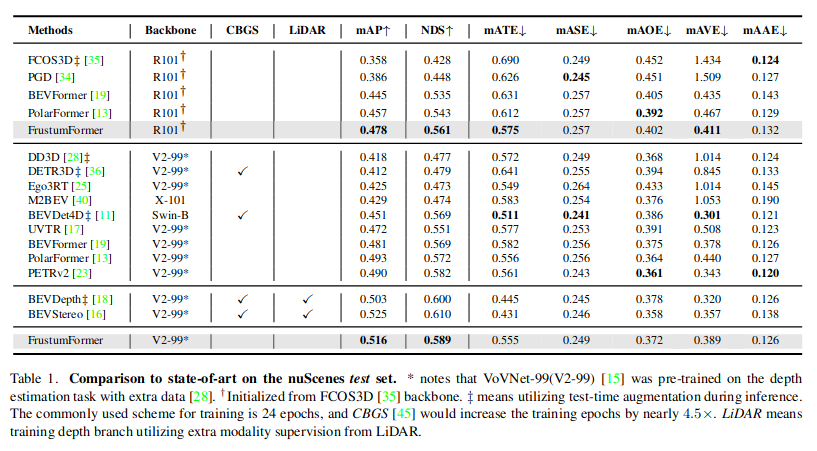 Methods Backbone CBGS LiDAR mAP↑ NDS↑ mATE↓ mASE↓ mAOE↓ mAVE↓ mAAE↓
FCOS3D‡ [35] R101† 0.358 0.428 0.690 0.249 0.452 1.434 0.124
PGD [34] R101† 0.386 0.448 0.626 0.245 0.451 1.509 0.127
BEVFormer [19] R101† 0.445 0.535 0.631 0.257 0.405 0.435 0.143
PolarFormer [13] R101† 0.457 0.543 0.612 0.257 0.392 0.467 0.129
FrustumFormer R101† 0.478 0.561 0.575 0.257 0.402 0.411 0.132
DD3D [28]‡ V2-99* 0.418 0.477 0.572 0.249 0.368 1.014 0.124
DETR3D‡ [36] V2-99* ✓ 0.412 0.479 0.641 0.255 0.394 0.845 0.133
Ego3RT [25] V2-99* 0.425 0.473 0.549 0.264 0.433 1.014 0.145
M2BEV [40] X-101 0.429 0.474 0.583 0.254 0.376 1.053 0.190
BEVDet4D‡ [11] Swin-B ✓ 0.451 0.569 0.511 0.241 0.386 0.301 0.121
UVTR [17] V2-99* 0.472 0.551 0.577 0.253 0.391 0.508 0.123
BEVFormer [19] V2-99* 0.481 0.569 0.582 0.256 0.375 0.378 0.126
PolarFormer [13] V2-99* 0.493 0.572 0.556 0.256 0.364 0.440 0.127
PETRv2 [23] V2-99* 0.490 0.582 0.561 0.243 0.361 0.343 0.120
BEVDepth‡ [18] V2-99* ✓ ✓ 0.503 0.600 0.445 0.245 0.378 0.320 0.126
BEVStereo [16] V2-99* ✓ ✓ 0.525 0.610 0.431 0.246 0.358 0.357 0.138
FrustumFormer V2-99* 0.516 0.589 0.555 0.249 0.372 0.389 0.126
Table 1. Comparison to state-of-art on the nuScenes test set. * notes that VoVNet-99(V2-99) [15] was pre-trained on the depth
estimation task with extra data [28]. †Initialized from FCOS3D [35] backbone. ‡ means utilizing test-time augmentation during inference.
The commonly used scheme for training is 24 epochs, and CBGS [45] would increase the training epochs by nearly 4.5×. LiDAR means
training depth branch utilizing extra modality supervision from LiDAR.